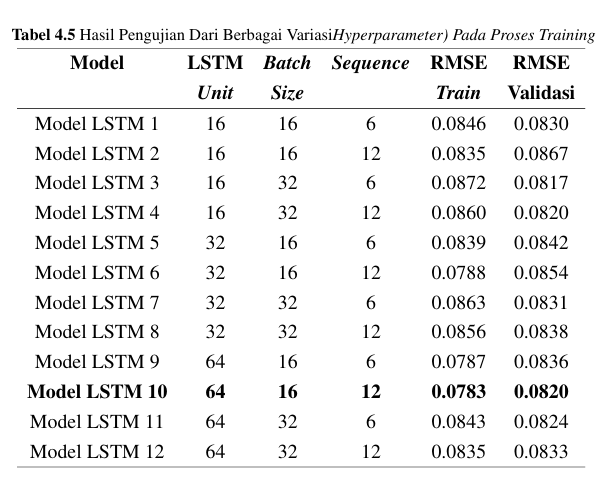 Tabel 4.5 Hasil Pengujian Dari Berbagai VariasiHyperparameter) Pada Proses Training
Model LSTM Batch Sequence RMSE RMSE
Unit Size Train Validasi
Model LSTM 1 16 16 6 0.0846 0.0830
Model LSTM 2 16 16 12 0.0835 0.0867
Model LSTM 3 16 32 6 0.0872 0.0817
Model LSTM 4 16 32 12 0.0860 0.0820
Model LSTM 5 32 16 6 0.0839 0.0842
Model LSTM 6 32 16 12 0.0788 0.0854
Model LSTM 7 32 32 6 0.0863 0.0831
Model LSTM 8 32 32 12 0.0856 0.0838
Model LSTM 9 64 16 6 0.0787 0.0836
Model LSTM 10 64 16 12 0.0783 0.0820
Model LSTM 11 64 32 6 0.0843 0.0824
Model LSTM 12 64 32 12 0.0835 0.0833